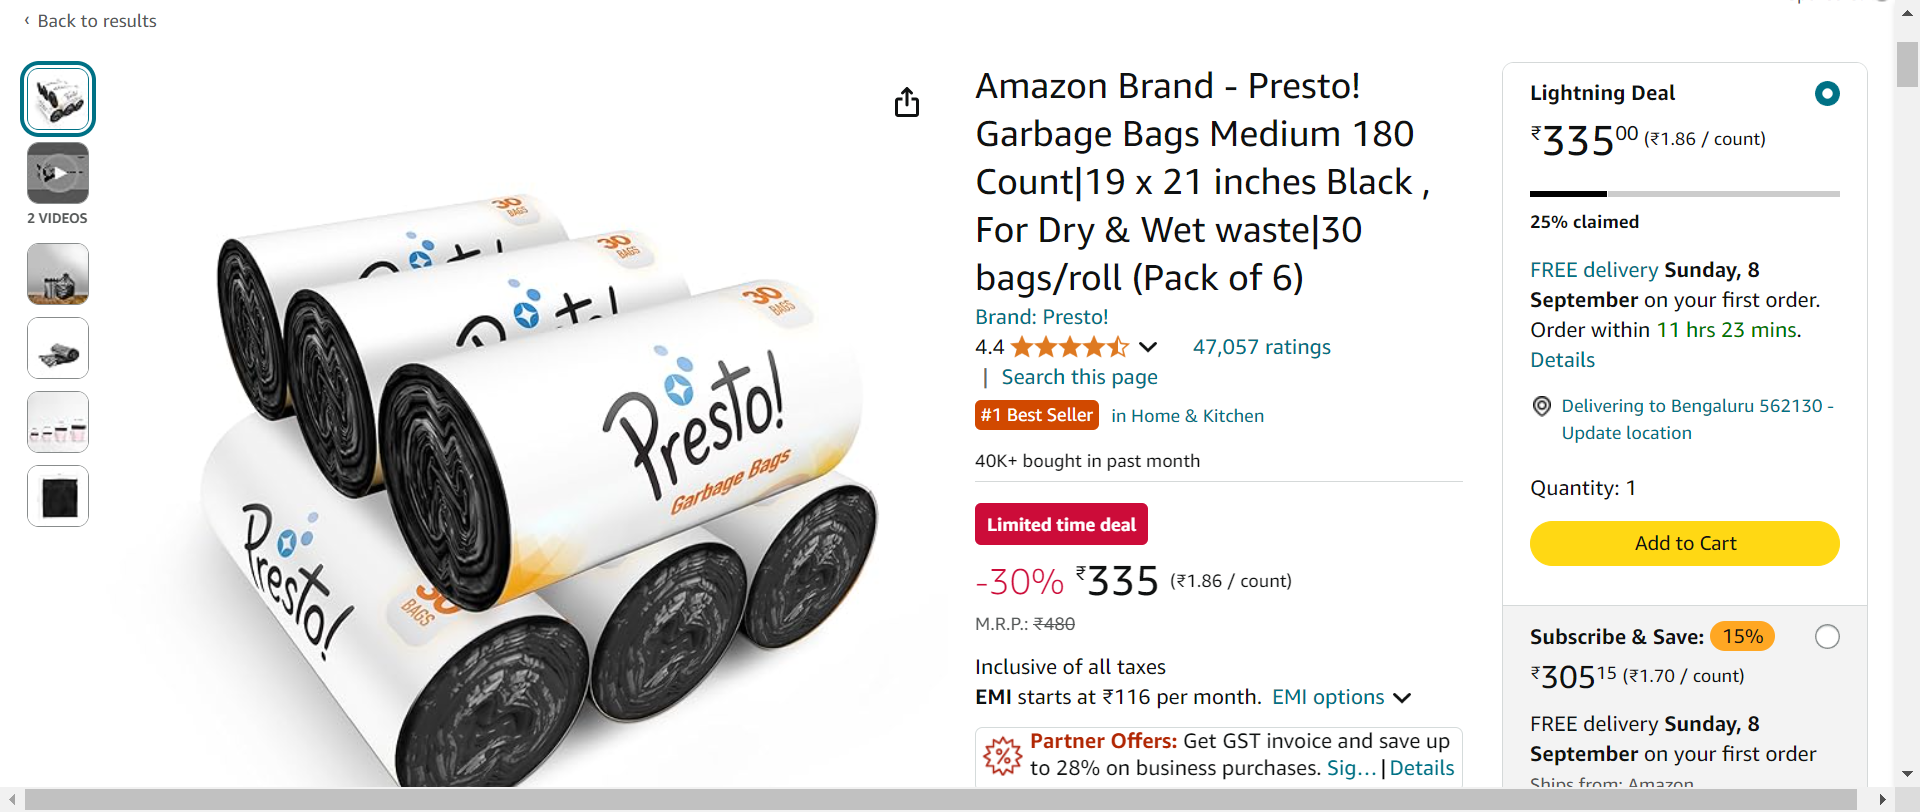 ‹ Back to results
2 VIDEOS
30
BAGS
30
BAGS
30
BAGS
Presto!
Garbage Bags
Presto!
30
BAGS
Amazon Brand - Presto!
Garbage Bags Medium 180
Count|19 x 21 inches Black ,
For Dry & Wet waste|30
bags/roll (Pack of 6)
Brand: Presto!
4.4
47,057 ratings
| Search this page
#1 Best Seller in Home & Kitchen
40K+ bought in past month
Limited time deal
-30% ₹335 (₹1.86 / count)
M.R.P.: ₹480
Inclusive of all taxes
EMI starts at ₹116 per month. EMI options
Partner Offers: Get GST invoice and save up
to 28% on business purchases. Sig...| Details
Lightning Deal
₹33500 (₹1.86 / count)
25% claimed
FREE delivery Sunday, 8
September on your first order.
Order within 11 hrs 23 mins.
Details
Delivering to Bengaluru 562130 -
Update location
Quantity: 1
Add to Cart
Subscribe & Save: 15%
₹30515 (₹1.70 / count)
FREE delivery Sunday, 8
September on your first order
Ships from: Amazon